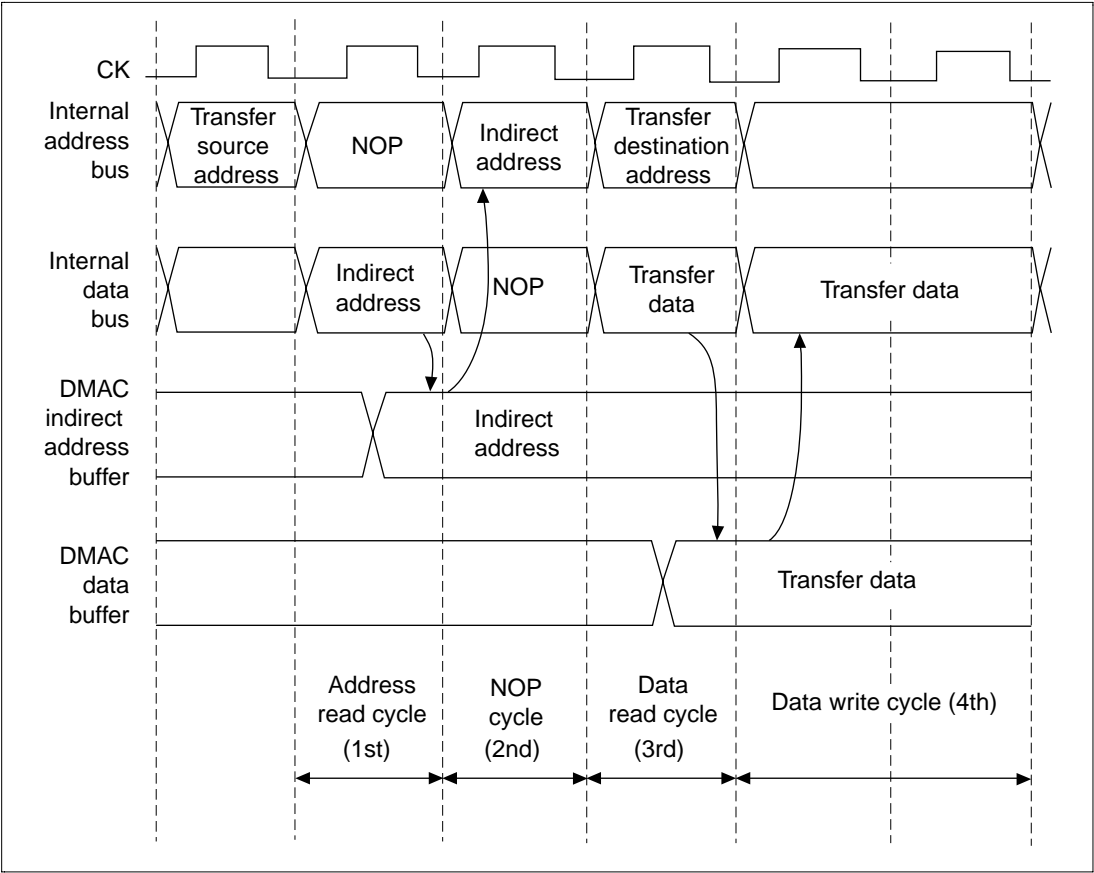 CK
Internal
address
bus
Transfer
source
address
NOP
Indirect
address
Transfer
destination
address
Internal
data
bus
Indirect
address
NOP
Transfer
data
Transfer data
DMAC
indirect
address
buffer
Indirect
address
DMAC
data
buffer
Transfer data
Address
read cycle
(1st)
NOP
cycle
(2nd)
Data
read cycle
(3rd)
Data write cycle (4th)